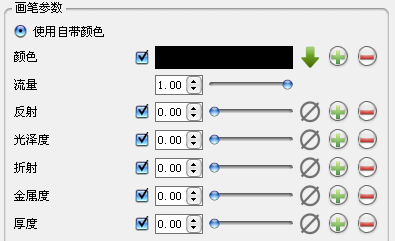 画笔参数
使用自带颜色
颜色
流量 1.00
反射 0.00
光泽度 0.00
折射 0.00
金属度 0.00
厚度 0.00